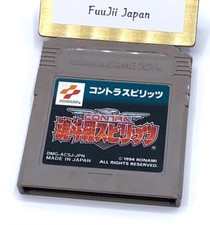 FuuJii Japan
KONAMI
コントラスピリッツ
CONTRA
魂斗羅スピリッツ
DMG-ACSJ-JPN
MADE IN JAPAN
© 1994 KONAMI
ALL RIGHTS RESERVED.